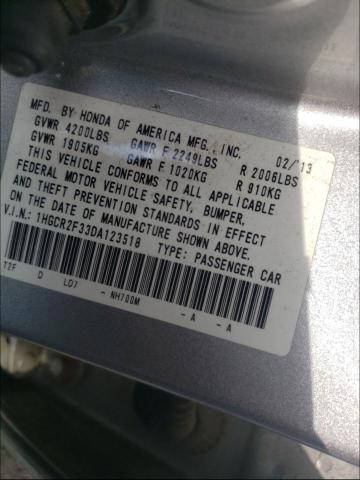 MFD. BY HONDA OF AMERICA MFG., INC. 02/'13
GVWR 4200LBS GAWR F 2249LBS R 2006LBS
GVWR 1905KG GAWR F 1020KG R 910KG
THIS VEHICLE CONFORMS TO ALL APPLICABLE
FEDERAL MOTOR VEHICLE SAFETY, BUMPER,
AND THEFT PREVENTION STANDARDS IN EFFECT
ON THE DATE OF MANUFACTURE SHOWN ABOVE.
V.I.N.: 1HGCR2F33DA123518 TYPE: PASSENGER CAR
T2F D LD7 - NH700M - A - A